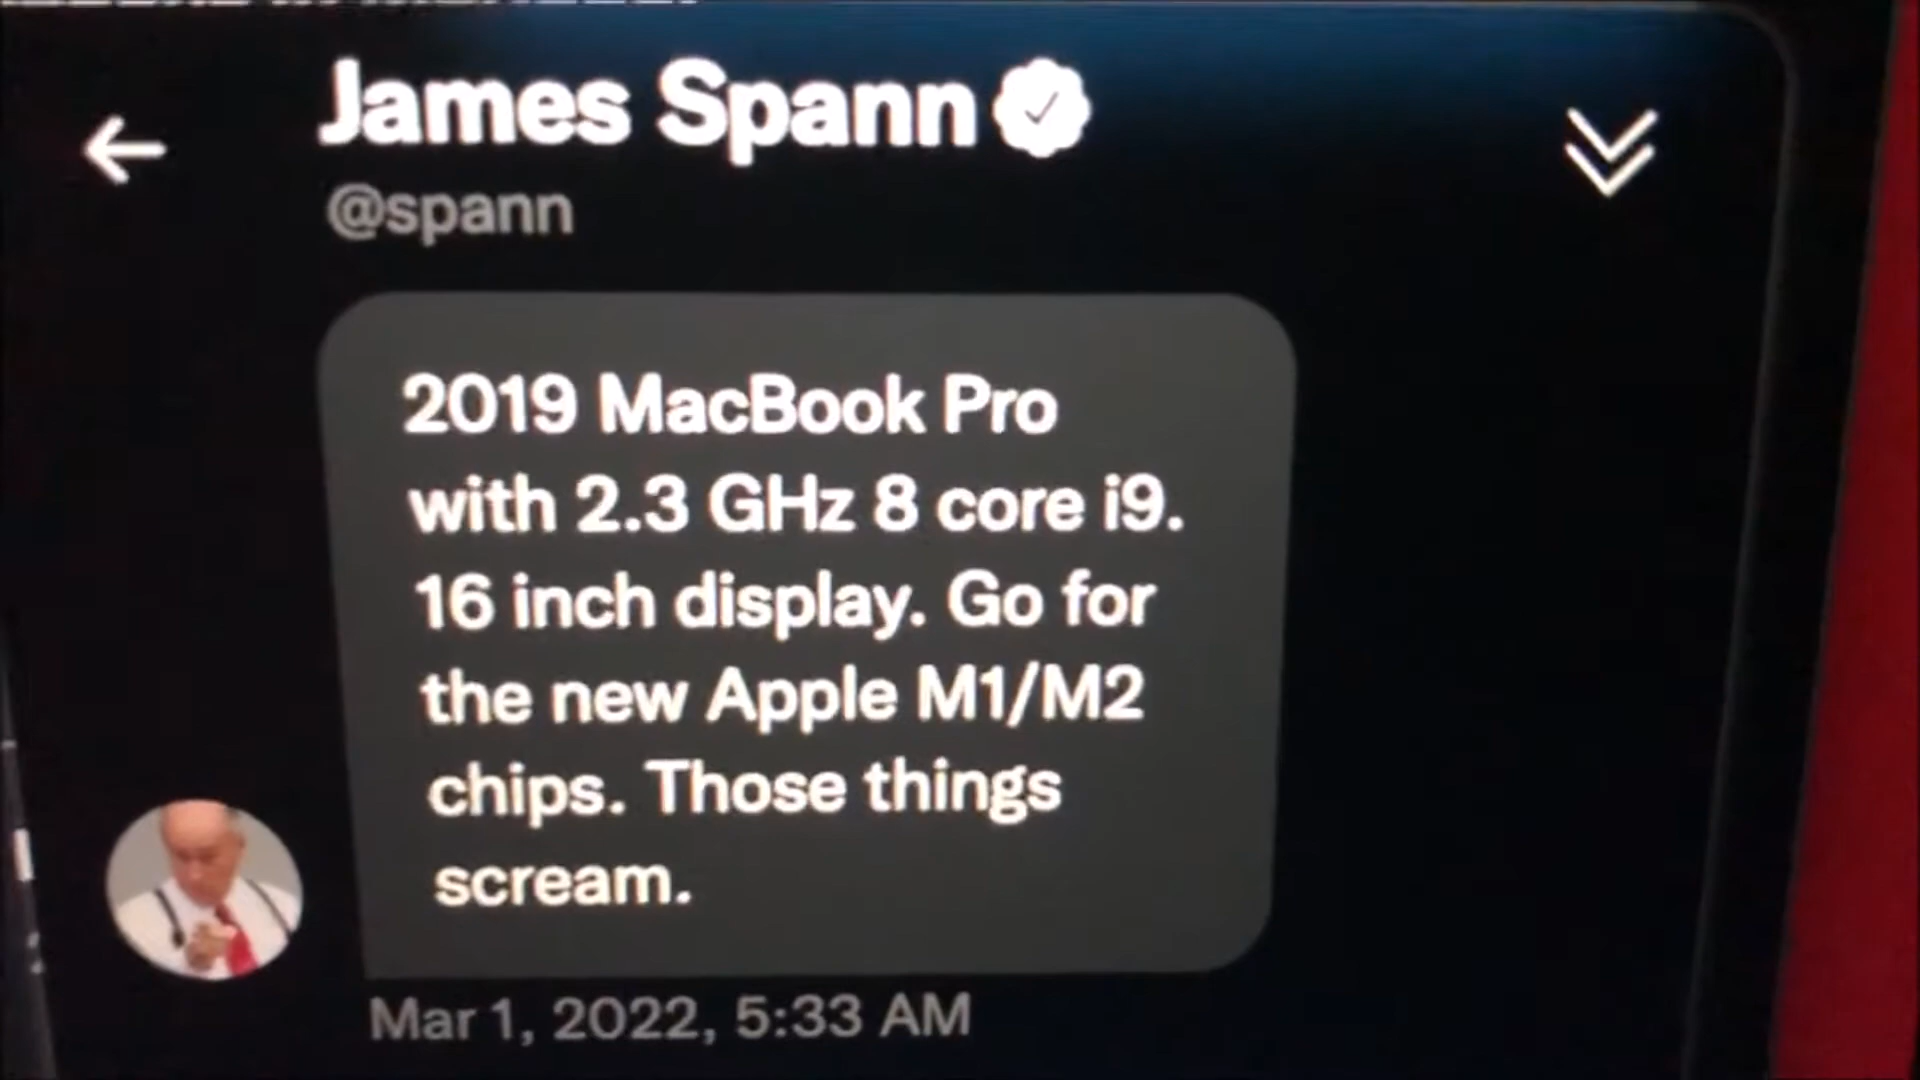 James Spann
@spann
2019 MacBook Pro
with 2.3 GHz 8 core i9.
16 inch display. Go for
the new Apple M1/M2
chips. Those things
scream.
Mar 1, 2022, 5:33 AM